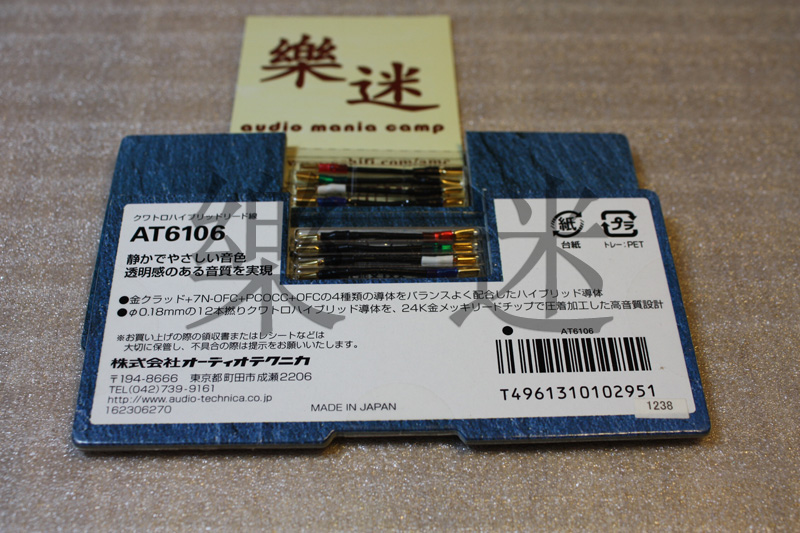 樂迷
audio mania camp
hifi.com/amc
クワトロハイブリッドリード線
AT6106
静かでやさしい音色
透明感のある音質を実現
●金クラッド+7N-OFC+PCOCC+OFCの4種類の導体をバランスよく配合したハイブリッド導体
●φ0.18mmの12本撚りクワトロハイブリッド導体を、24K金メッキリードチップで圧着加工した高音質設計
※お買い上げの際の領収書またはレシートなどは
大切に保管し、不具合の際は提示をお願いいたします。
株式会社オーディオテクニカ
〒194-8666 東京都町田市成瀬2206
TEL(042)739-9161
http://www.audio-technica.co.jp
162306270
MADE IN JAPAN
紙
台紙
プラ
トレー:PET
● AT6106
T4961310102951
1238
樂迷